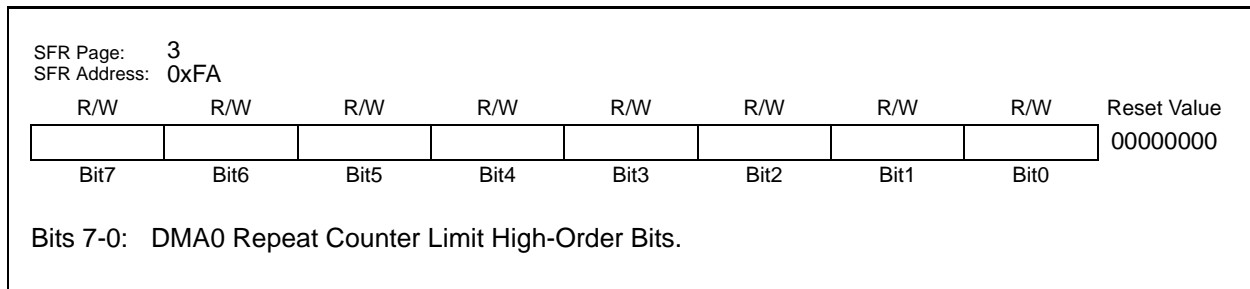 SFR Page: 3
SFR Address: 0xFA
R/W R/W R/W R/W R/W R/W R/W R/W Reset Value
00000000
Bit7 Bit6 Bit5 Bit4 Bit3 Bit2 Bit1 Bit0
Bits 7-0: DMA0 Repeat Counter Limit High-Order Bits.